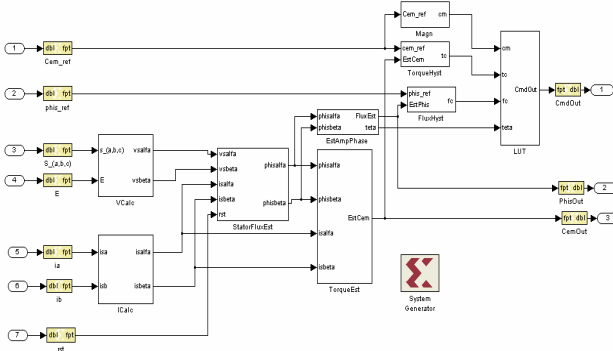 Cem_ref
cm
Magn
1
dbl fpt
Cem_ref
cem_ref
EstCem
tc
TorqueHyst
cm
tc
fc
teta
CmdOut
LUT
fpt dbl
CmdOut
1
2
dbl fpt
phis_ref
phis_ref
EstPhis
fc
FluxHyst
phisalfa
phisbeta
FluxEst
teta
EstAmpPhase
3
dbl fpt
S_(a,b,c)
4
dbl fpt
E
s_(a,b,c)
E
vsalfa
vsbeta
VCalc
vsalfa
vsbeta
isalfa
isbeta
rst
phisalfa
phisbeta
StatorFluxEst
phisalfa
phisbeta
isalfa
isbeta
EstCem
TorqueEst
fpt dbl
PhisOut
2
fpt dbl
CemOut
3
5
dbl fpt
ia
6
dbl fpt
ib
isa
isb
isalfa
isbeta
ICalc
System
Generator
7
dbl fpt